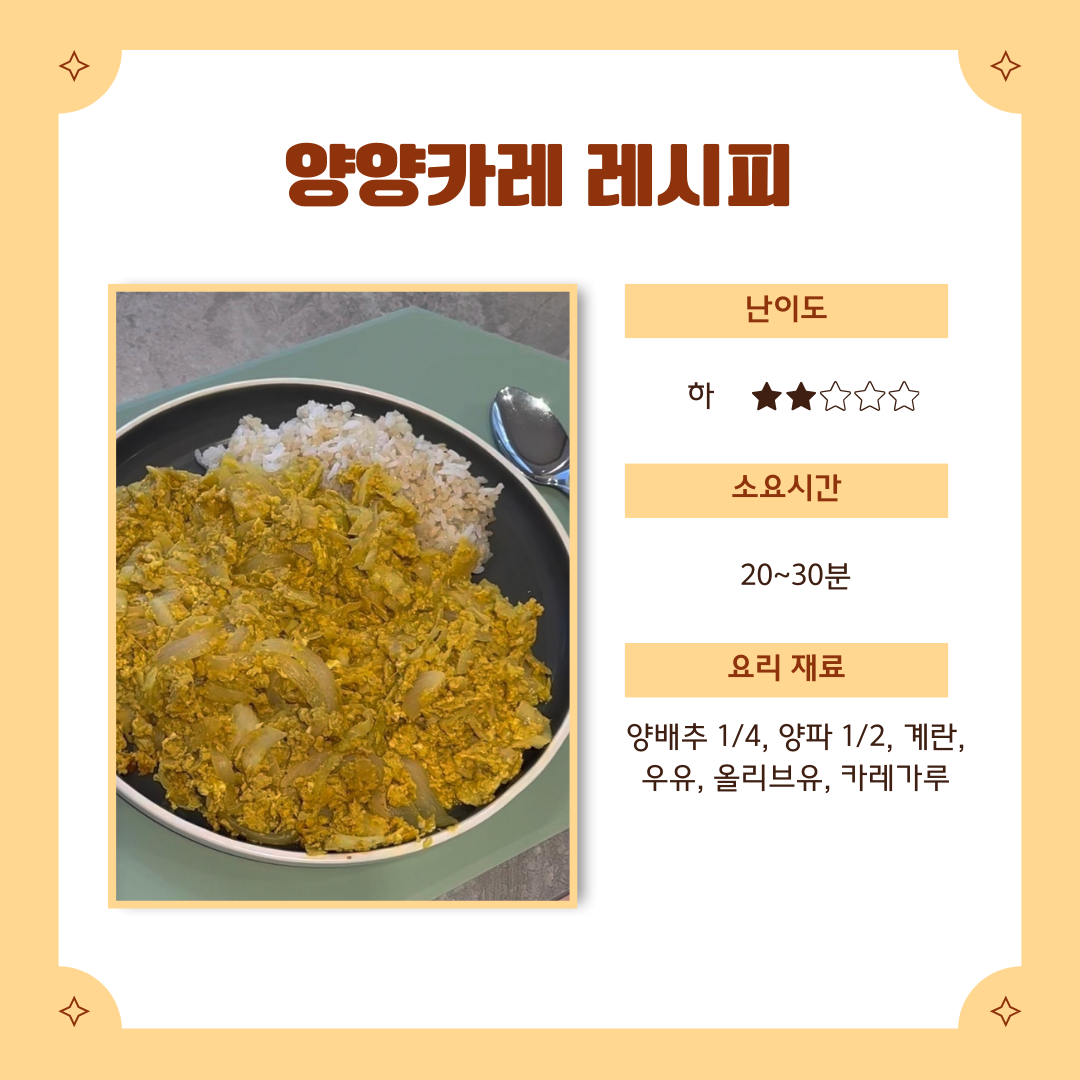 양양카레 레시피
난이도
하 ★★☆☆☆
소요시간
20~30분
요리 재료
양배추 1/4, 양파 1/2, 계란,
우유, 올리브유, 카레가루